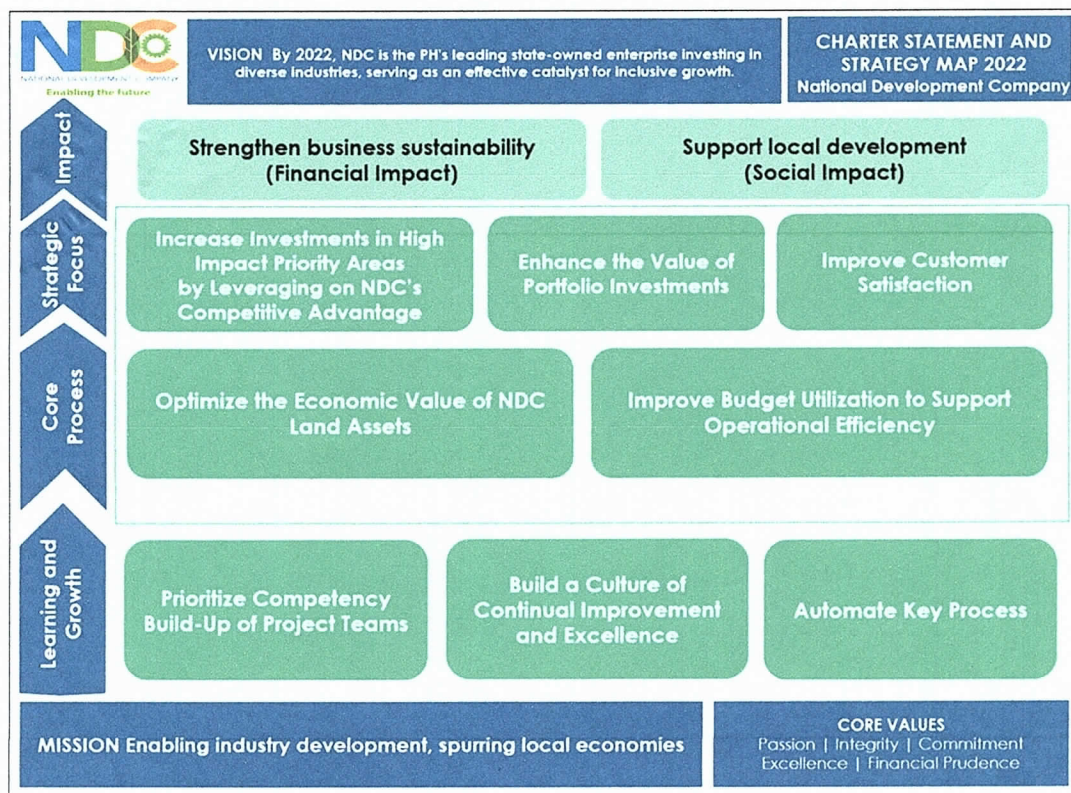 NDC
NATIONAL DEVELOPMENT COMPANY
Enabling the future
VISION By 2022, NDC is the PH's leading state-owned enterprise investing in
diverse industries, serving as an effective catalyst for inclusive growth.
CHARTER STATEMENT AND
STRATEGY MAP 2022
National Development Company
Impact
Strengthen business sustainability
(Financial Impact)
Support local development
(Social Impact)
Strategic
Focus
Increase Investments in High
Impact Priority Areas
by Leveraging on NDC's
Competitive Advantage
Enhance the Value of
Portfolio Investments
Improve Customer
Satisfaction
Core
Process
Optimize the Economic Value of NDC
Land Assets
Improve Budget Utilization to Support
Operational Efficiency
Learning and
Growth
Prioritize Competency
Build-Up of Project Teams
Build a Culture of
Continual Improvement
and Excellence
Automate Key Process
MISSION Enabling industry development, spurring local economies
CORE VALUES
Passion | Integrity | Commitment
Excellence | Financial Prudence